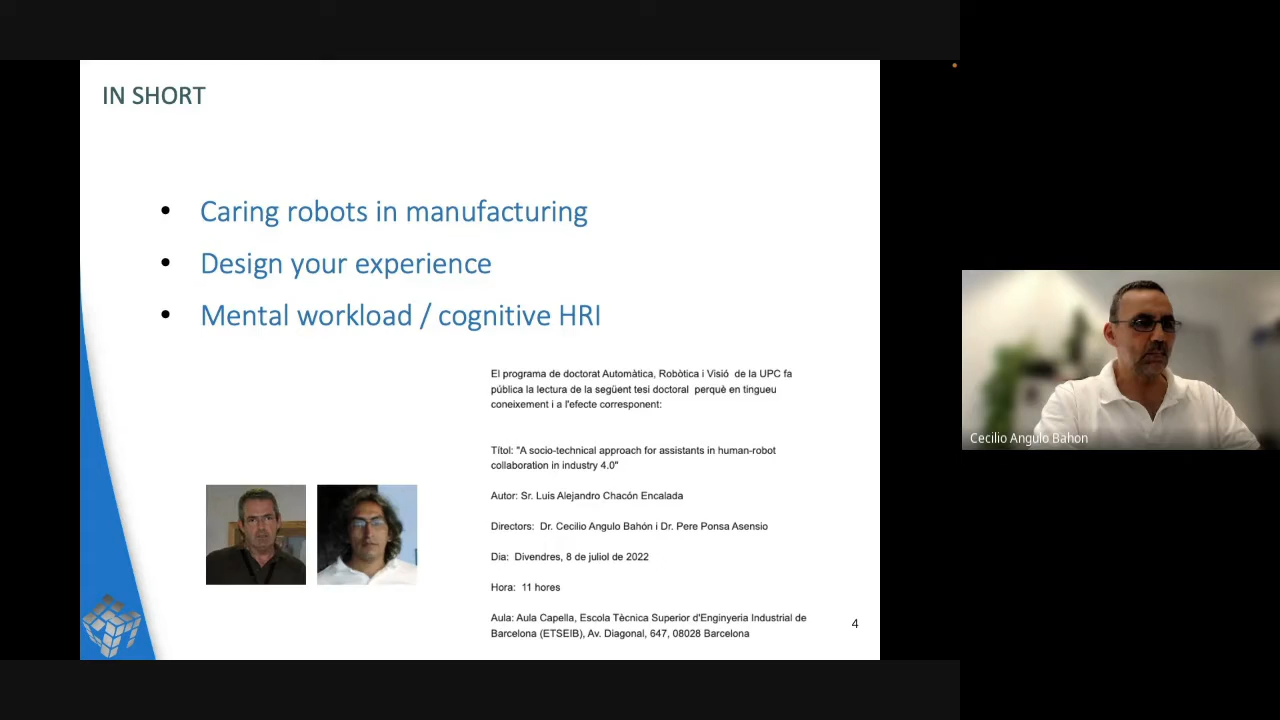 IN SHORT
• Caring robots in manufacturing
• Design your experience
• Mental workload / cognitive HRI
El programa de doctorat Automàtica, Robòtica i Visió de la UPC fa
pública la lectura de la següent tesi doctoral perquè en tingueu
coneixement i a l'efecte corresponent:
Títol: "A socio-technical approach for assistants in human-robot
collaboration in industry 4.0"
Autor: Sr. Luis Alejandro Chacón Encalada
Directors: Dr. Cecilio Angulo Bahón i Dr. Pere Ponsa Asensio
Dia: Divendres, 8 de juliol de 2022
Hora: 11 hores
Aula: Aula Capella, Escola Tècnica Superior d'Enginyeria Industrial de
Barcelona (ETSEIB), Av. Diagonal, 647, 08028 Barcelona
4
Cecilio Angulo Bahon